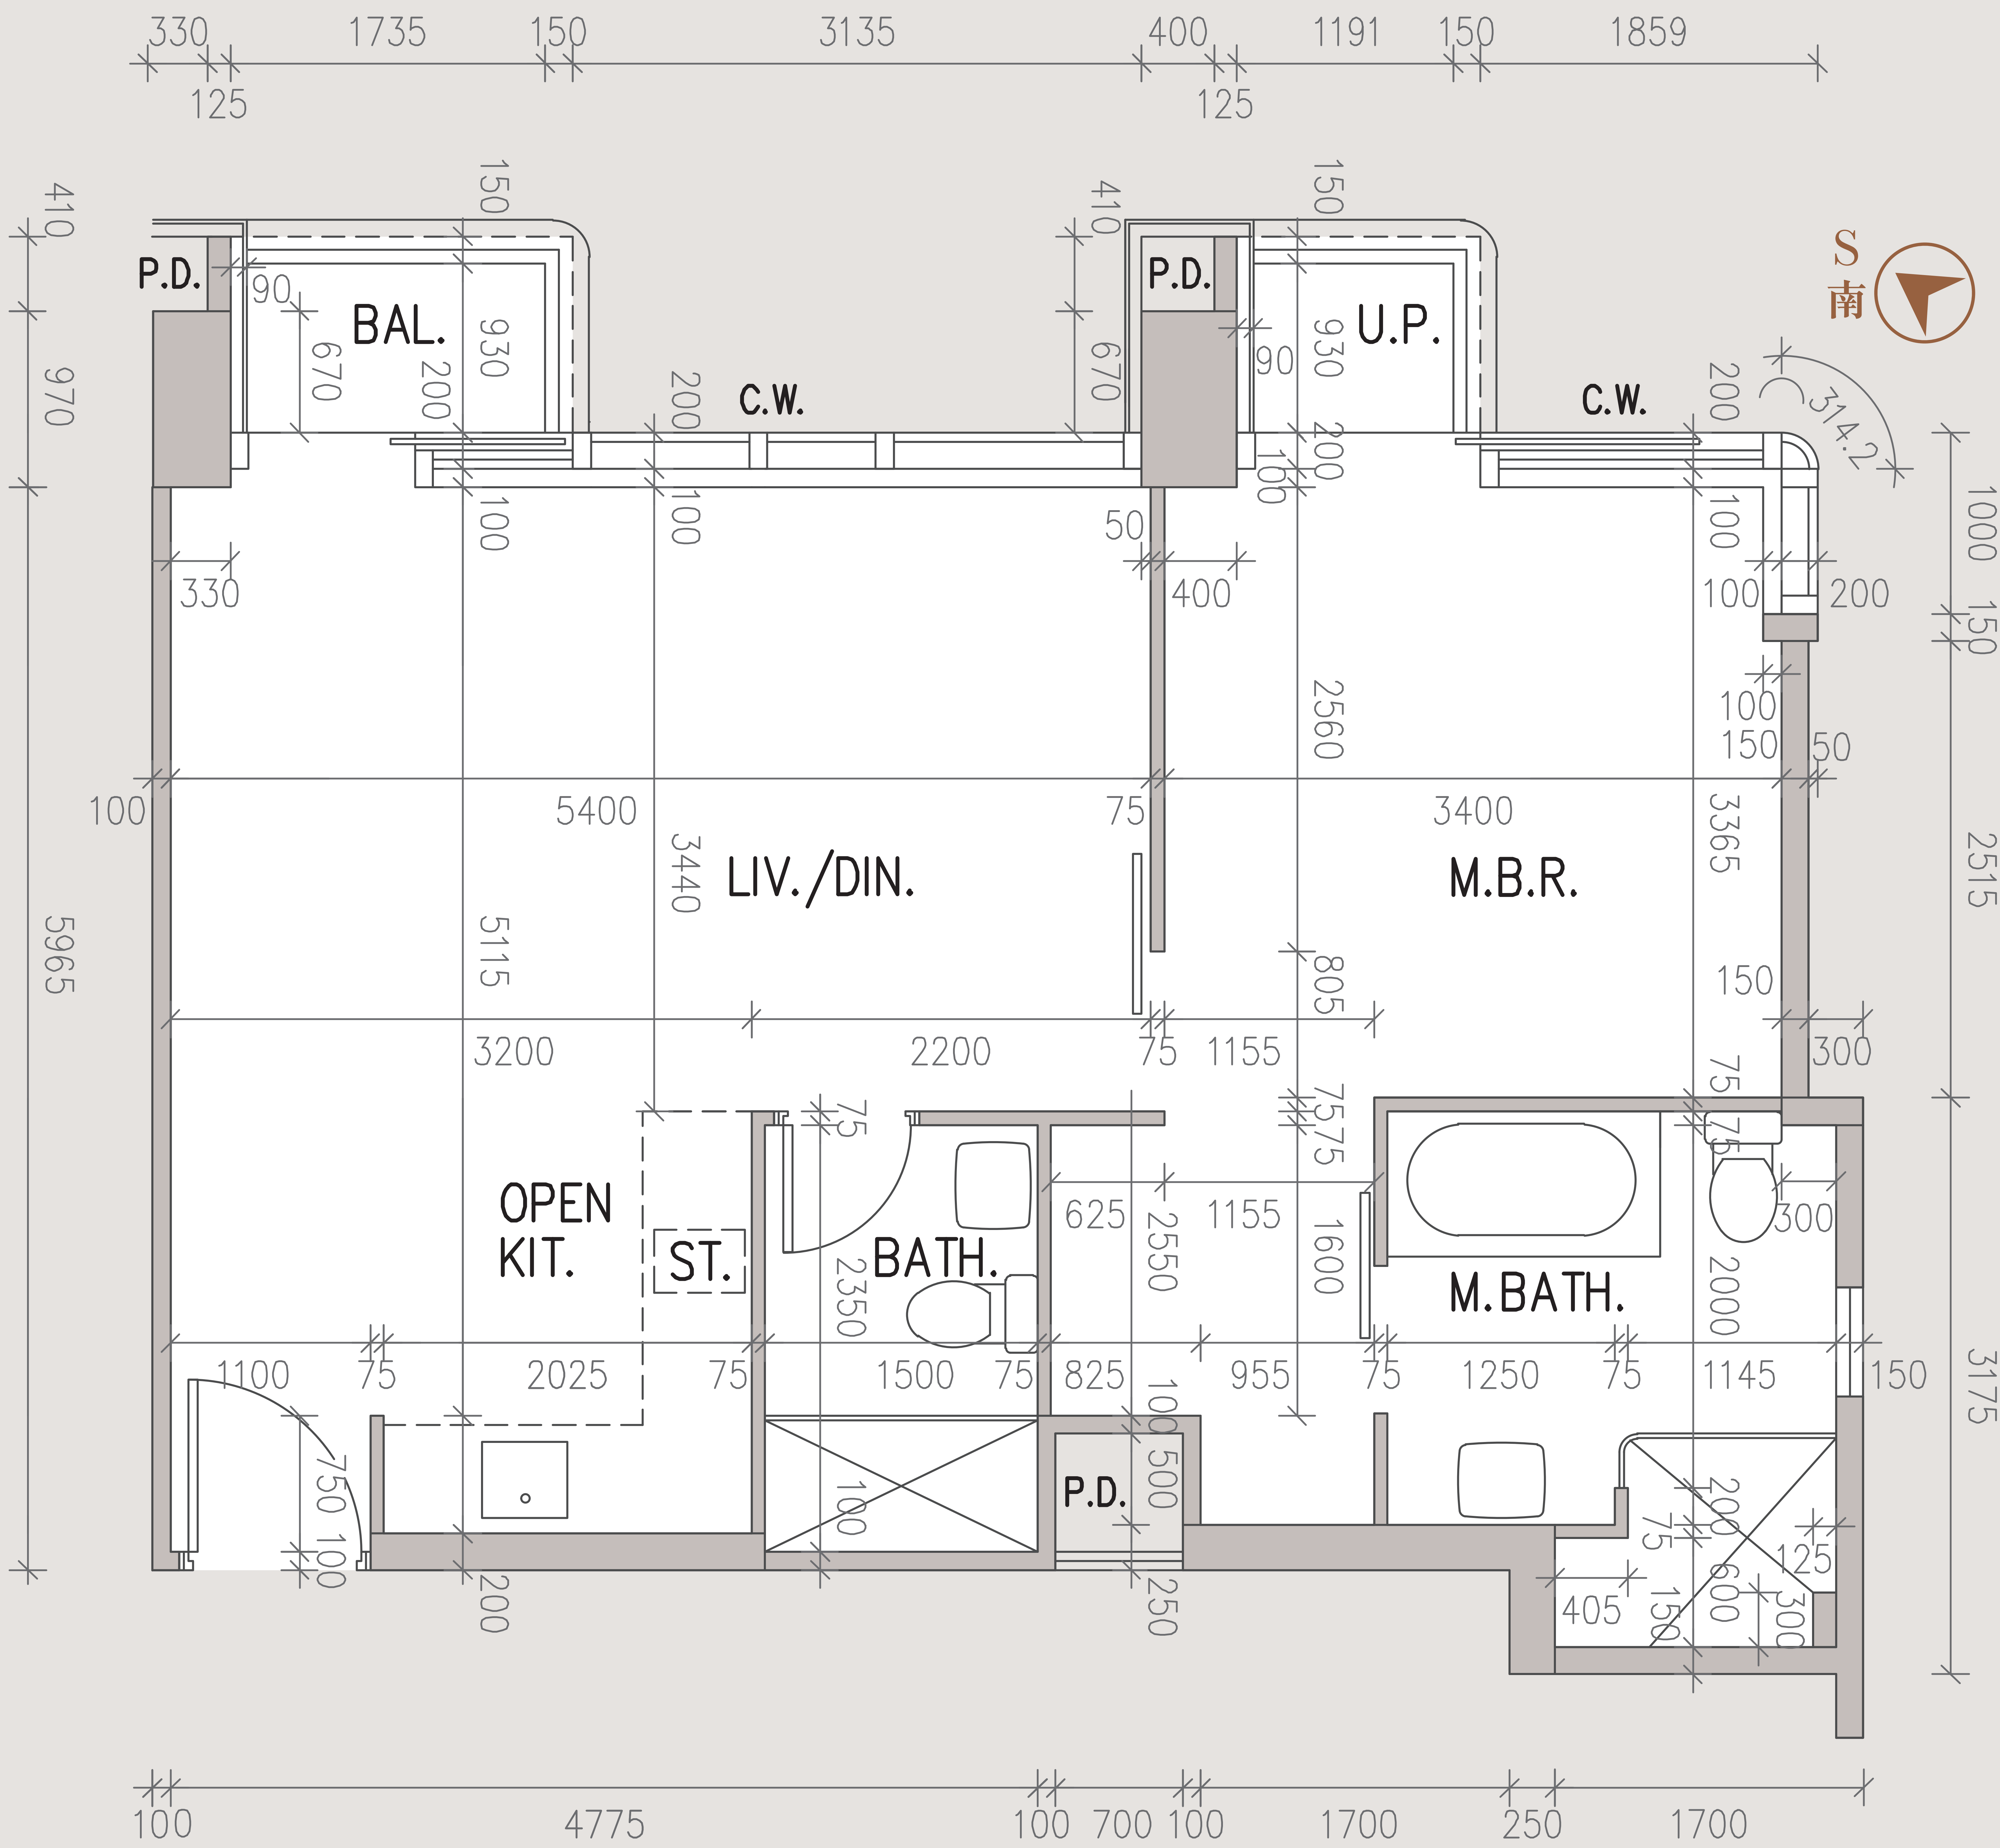 330 1735 150 3135 400 1191 150 1859
125 125
150 150
410 410
S
南
P.D. P.D.
90 90
BAL. U.P.
930 930
670 670
200 200 200
970
C.W. C.W.
314.2
200
100 100 100 100
1000
50
330 400 100 200
150
2560
100
150 50
100 5400 75 3400
3440 3365
LIV./DIN. M.B.R.
2515
5115 5965
805 150
3200 2200 75 1155 300
75 75 75
75 75
OPEN
KIT.
ST.
BATH.
M.BATH.
625 1155 300
2550 1600
2350 2000
1100 75 2025 75 1500 75 825 955 75 1250 75 1145 150
3175
100
750 500
P.D.
100 100
200
75
125
600
405 150 300
200 250
100 4775 100 700 100 1700 250 1700